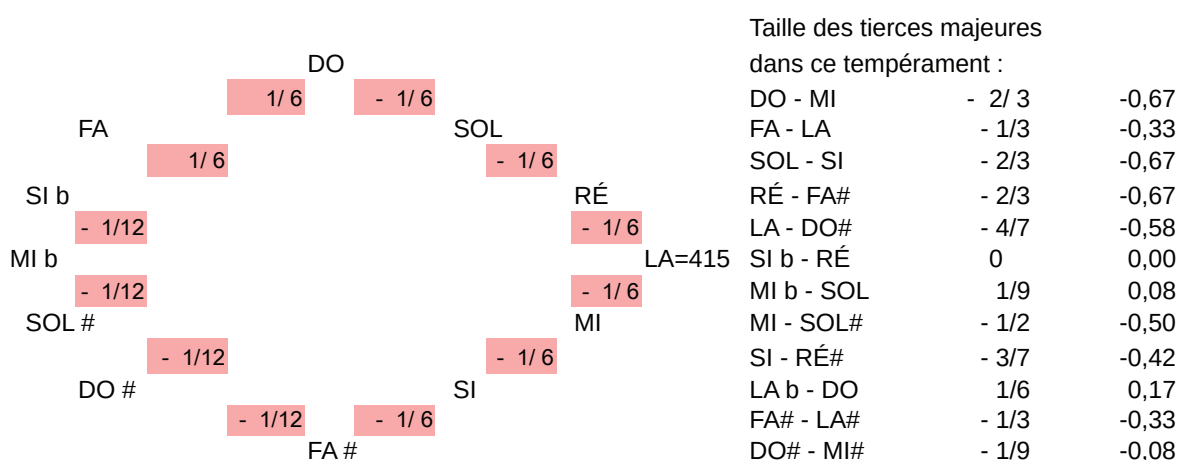 Taille des tierces majeures
DO dans ce tempérament :
1/ 6 - 1/ 6 DO - MI - 2/ 3 -0,67
FA SOL FA - LA - 1/3 -0,33
1/ 6 - 1/ 6 SOL - SI - 2/3 -0,67
SI b RÉ RÉ - FA# - 2/3 -0,67
- 1/12 - 1/ 6 LA - DO# - 4/7 -0,58
MI b LA=415 SI b - RÉ 0 0,00
- 1/12 - 1/ 6 MI b - SOL 1/9 0,08
SOL # MI MI - SOL# - 1/2 -0,50
- 1/12 - 1/ 6 SI - RÉ# - 3/7 -0,42
DO # SI LA b - DO 1/6 0,17
- 1/12 - 1/ 6 FA# - LA# - 1/3 -0,33
FA # DO# - MI# - 1/9 -0,08